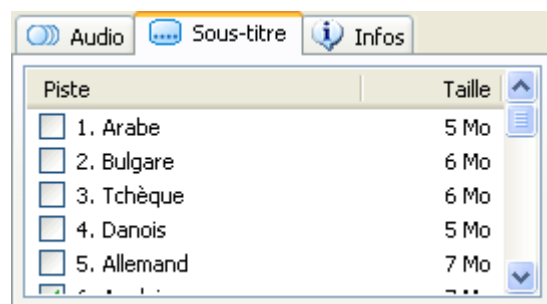 Audio Sous-titre Infos
Piste Taille
1. Arabe 5 Mo
2. Bulgare 6 Mo
3. Tchèque 6 Mo
4. Danois 5 Mo
5. Allemand 7 Mo